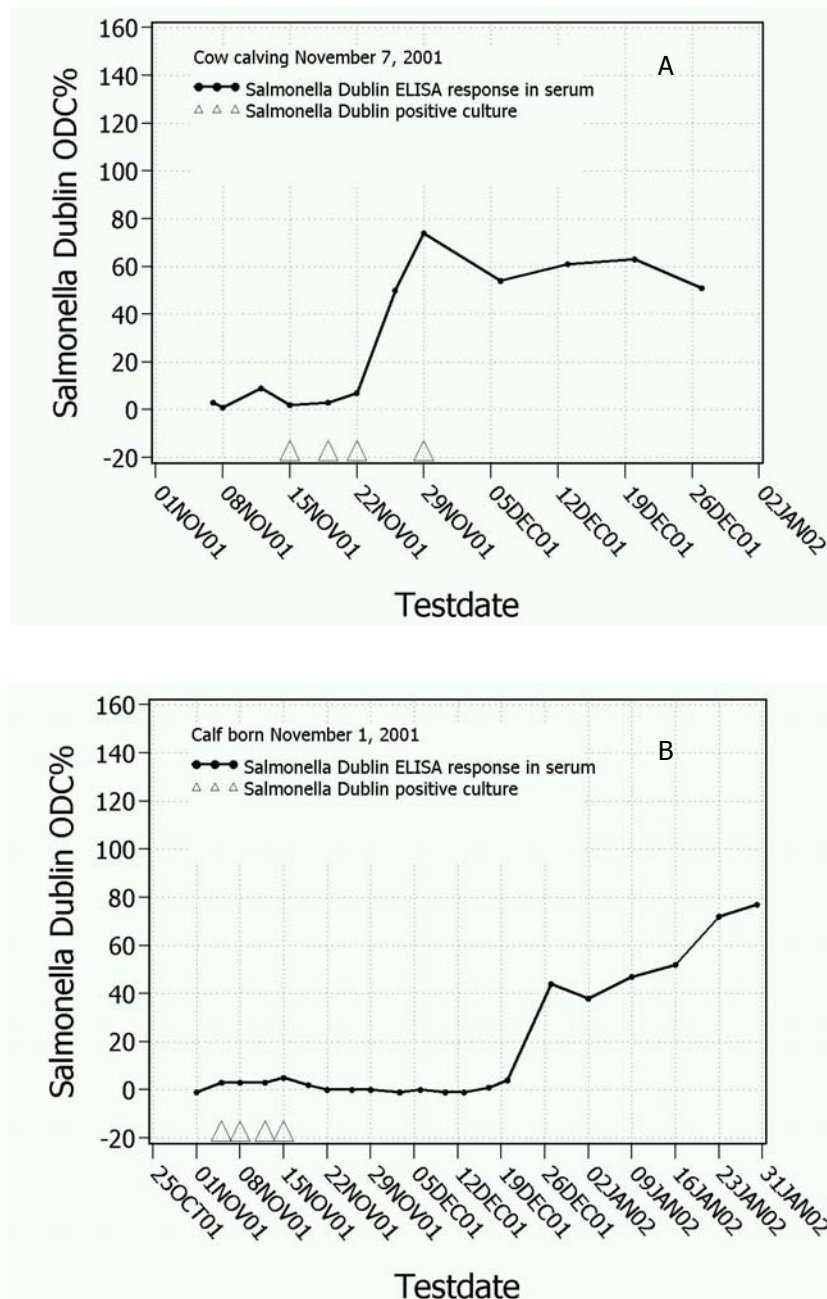 A
Cow calving November 7, 2001
Salmonella Dublin ELISA response in serum
Salmonella Dublin positive culture
Salmonella Dublin ODC%
160
140
120
100
80
60
40
20
0
-20
01NOV01
08NOV01
15NOV01
22NOV01
29NOV01
05DEC01
12DEC01
19DEC01
26DEC01
02JAN02
Testdate
B
Calf born November 1, 2001
Salmonella Dublin ELISA response in serum
Salmonella Dublin positive culture
Salmonella Dublin ODC%
160
140
120
100
80
60
40
20
0
-20
25OCT01
01NOV01
08NOV01
15NOV01
22NOV01
29NOV01
05DEC01
12DEC01
19DEC01
26DEC01
02JAN02
09JAN02
16JAN02
23JAN02
31JAN02
Testdate